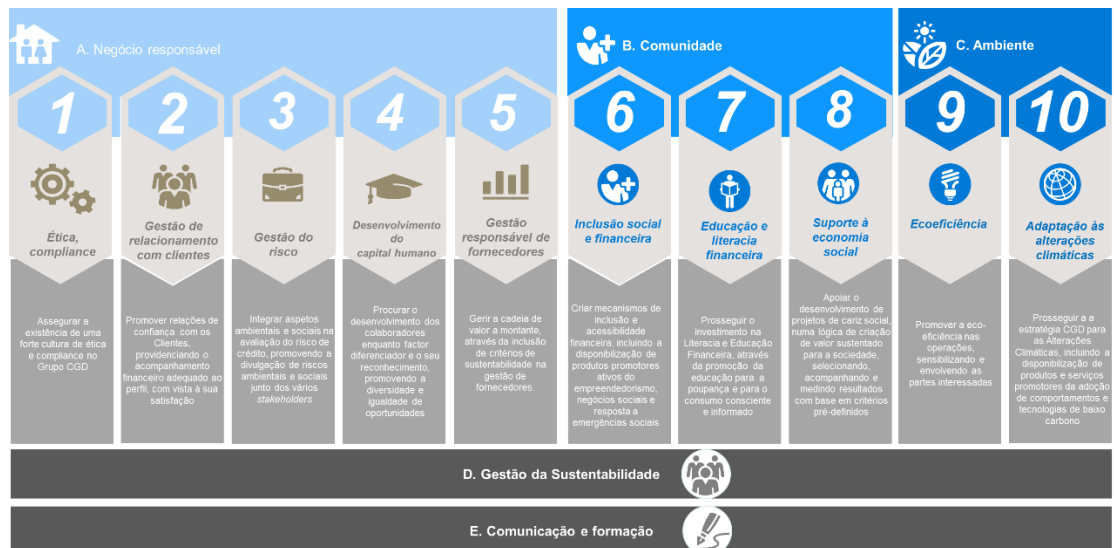 A. Negócio responsável
B. Comunidade
C. Ambiente
1
2
3
4
5
6
7
8
9
10
Ética,
compliance
Gestão de
relacionamento
com clientes
Gestão do
risco
Desenvolvimento
do
capital humano
Gestão
responsável de
fornecedores
Inclusão social
e financeira
Educação e
literacia
financeira
Suporte à
economia
social
Ecoeficiência
Adaptação às
alterações
climáticas
Assegurar a
existência de uma
forte cultura de ética
e compliance no
Grupo CGD
Promover relações de
confiança com os
Clientes,
providenciando o
acompanhamento
financeiro adequado ao
perfil, com vista à sua
satisfação
Integrar aspetos
ambientais e sociais na
avaliação do risco de
crédito, promovendo a
divulgação de riscos
ambientais e sociais
junto dos vários
stakeholders
Procurar o
desenvolvimento dos
colaboradores
enquanto factor
diferenciador e o seu
reconhecimento,
promovendo a
diversidade e
igualdade de
oportunidades
Gerir a cadeia de
valor a montante,
através da inclusão
de critérios de
sustentabilidade na
gestão de
fornecedores.
Criar mecanismos de
inclusão e
acessibilidade
financeira, incluindo a
disponibilização de
produtos promotores
ativos do
empreendedorismo,
negócios sociais e
resposta a
emergências sociais
Prosseguir o
investimento na
Literacia e Educação
Financeira, através
da promoção da
educação para a
poupança e para o
consumo consciente
e informado
Apoiar o
desenvolvimento de
projetos de cariz social,
numa lógica de criação
de valor sustentado
para a sociedade,
selecionando,
acompanhando e
medindo resultados
com base em critérios
pré-definidos
Promover a eco-
eficiência nas
operações,
sensibilizando e
envolvendo as
partes interessadas
Prosseguir a a
estratégia CGD para
as Alterações
Climáticas, incluindo a
disponibilização de
produtos e serviços
promotores da adoção
de comportamentos e
tecnologias de baixo
carbono
D. Gestão da Sustentabilidade
E. Comunicação e formação